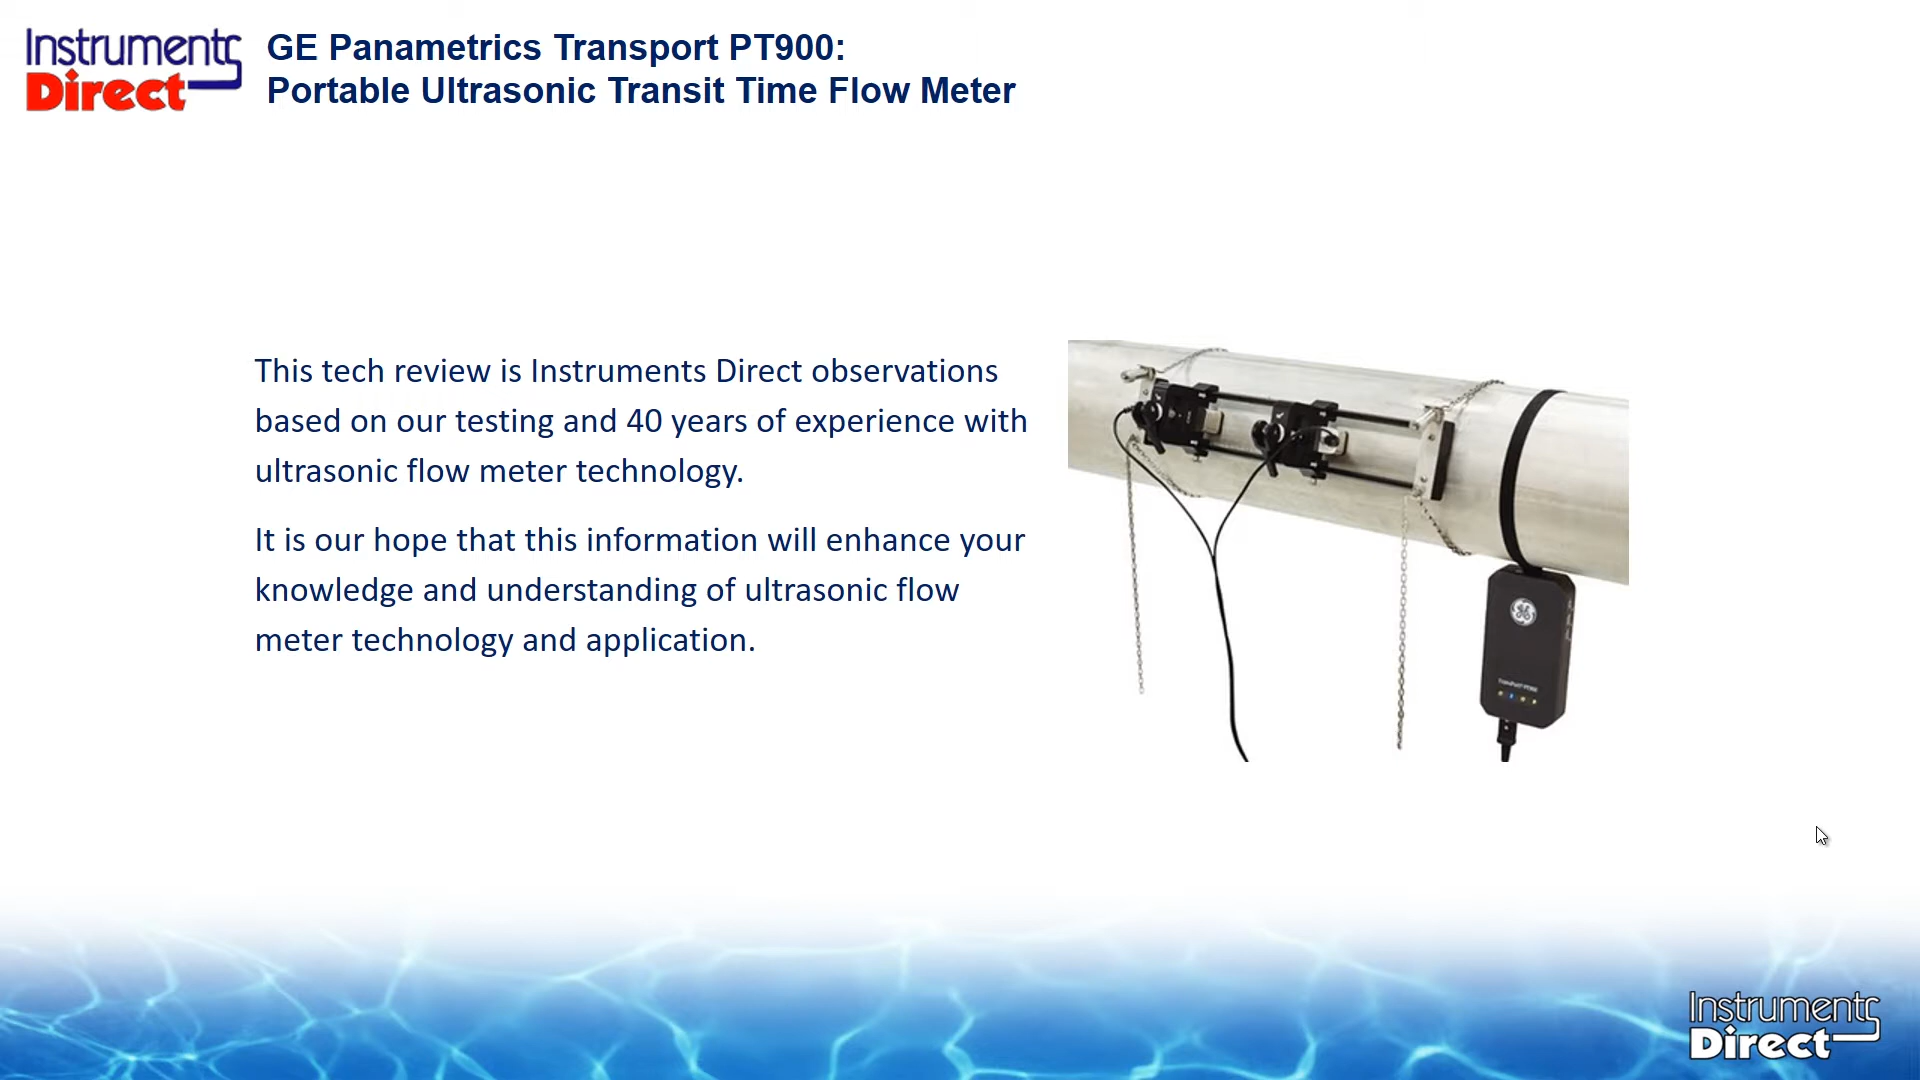 Instruments
Direct
GE Panametrics Transport PT900:
Portable Ultrasonic Transit Time Flow Meter
This tech review is Instruments Direct observations
based on our testing and 40 years of experience with
ultrasonic flow meter technology.
It is our hope that this information will enhance your
knowledge and understanding of ultrasonic flow
meter technology and application.
GE
Instruments
Direct